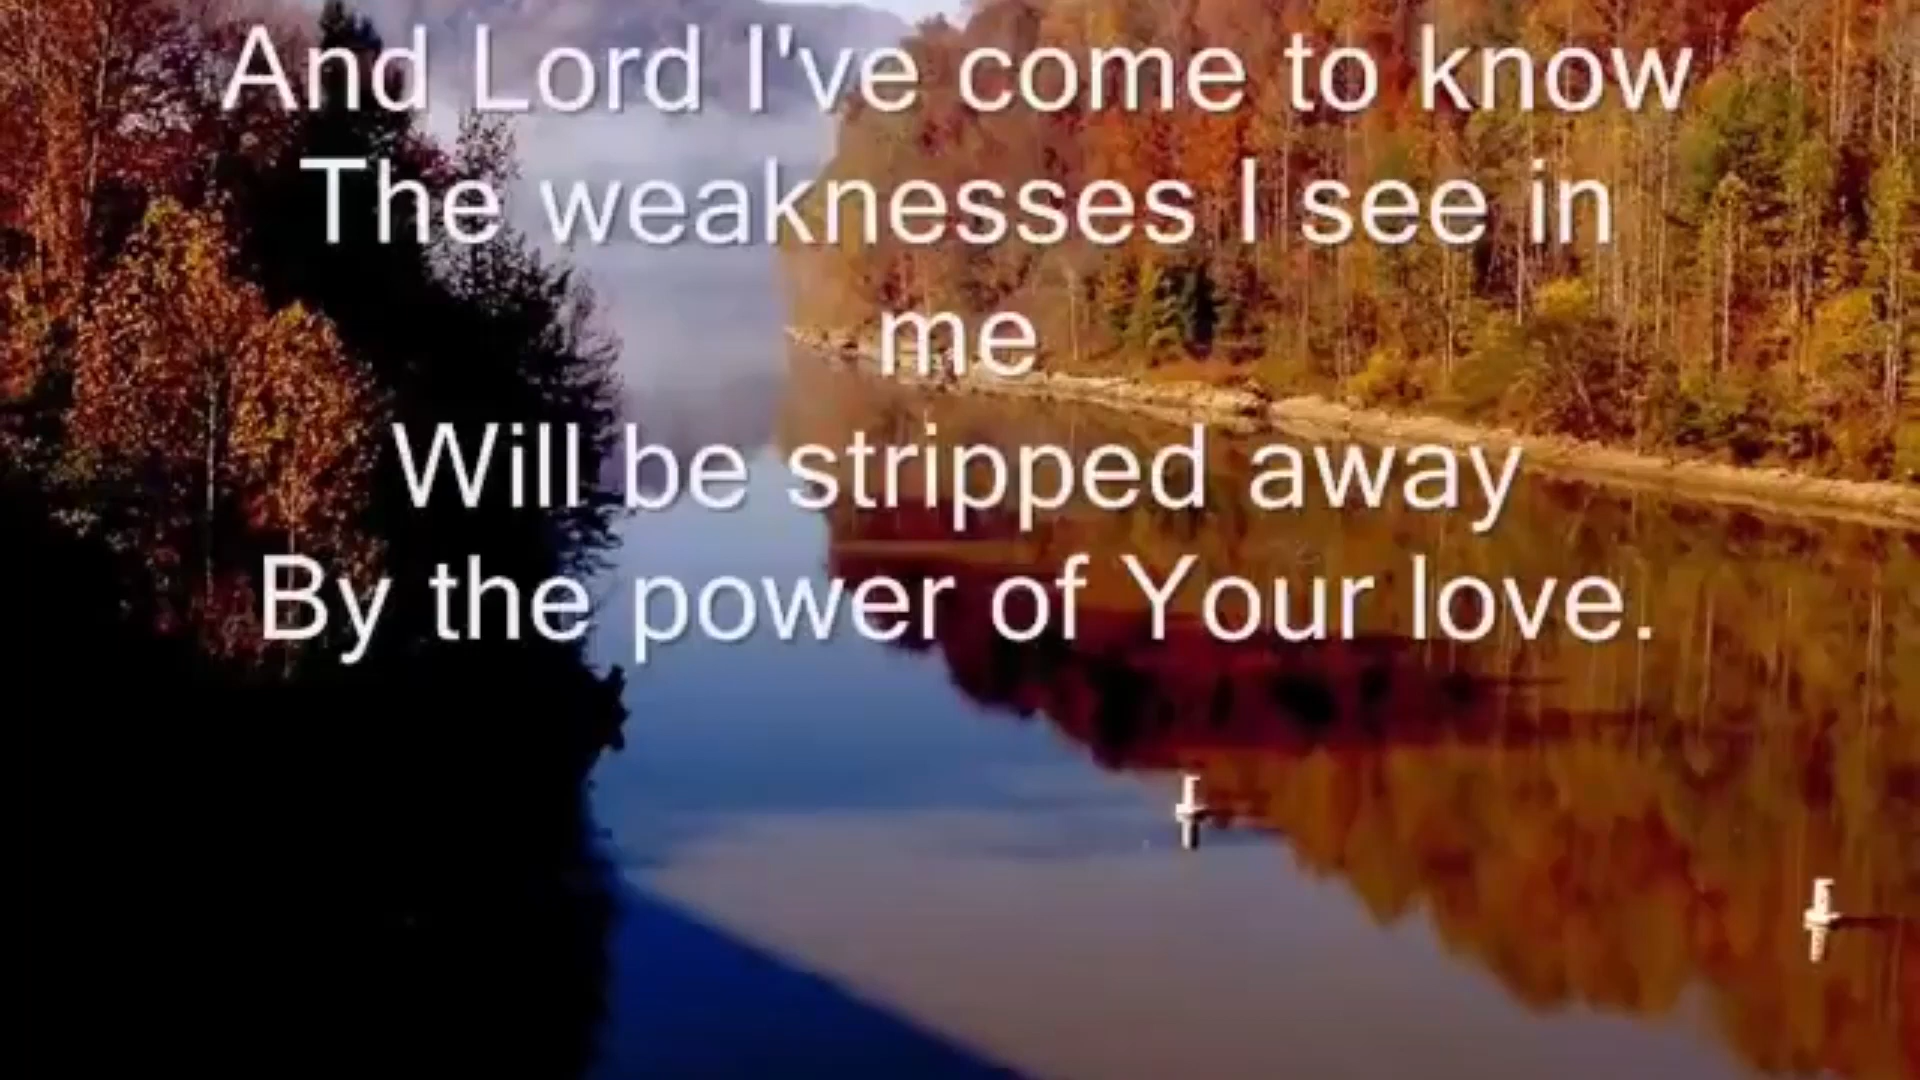 And Lord I've come to know
The weaknesses I see in
me
Will be stripped away
By the power of Your love.